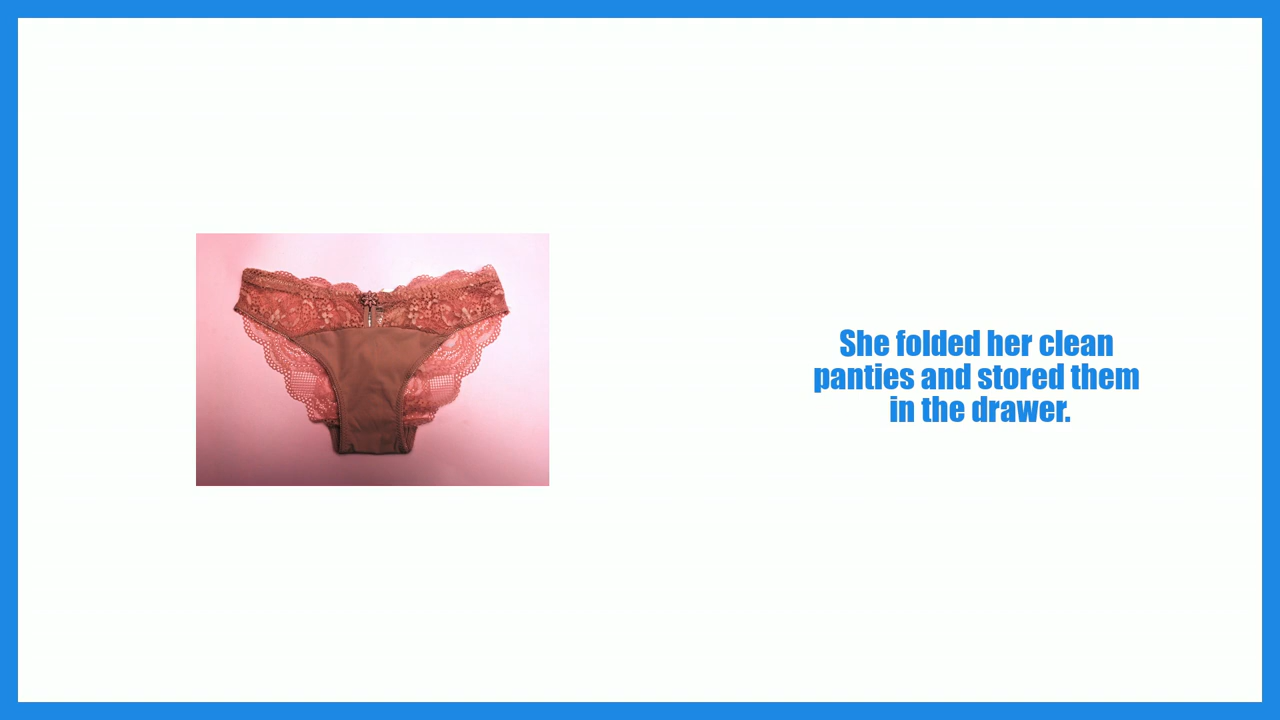 She folded her clean
panties and stored them
in the drawer.